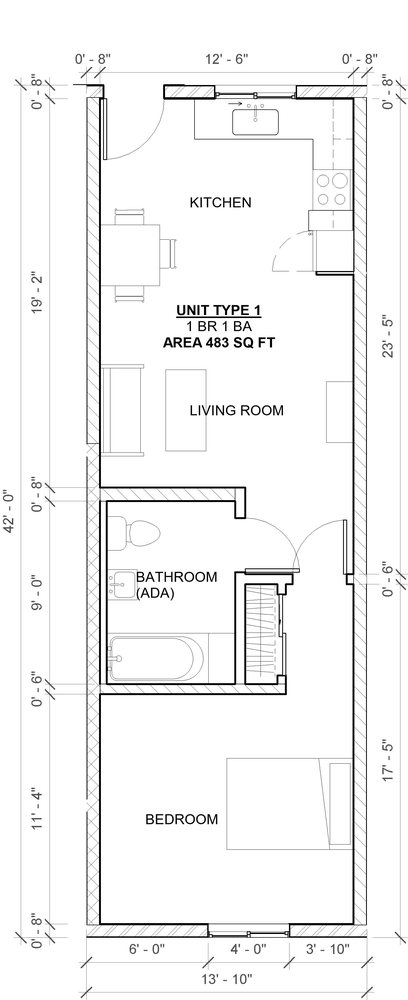 0' - 8"
12' - 6"
0' - 8"
0' - 8"
0' - 8"
KITCHEN
19' - 2"
UNIT TYPE 1
1 BR 1 BA
AREA 483 SQ FT
23' - 5"
LIVING ROOM
0' - 8"
42' - 0"
BATHROOM
(ADA)
9' - 0"
0' - 6"
0' - 6"
17' - 5"
11' - 4"
BEDROOM
0' - 8"
6' - 0"
4' - 0"
3' - 10"
13' - 10"